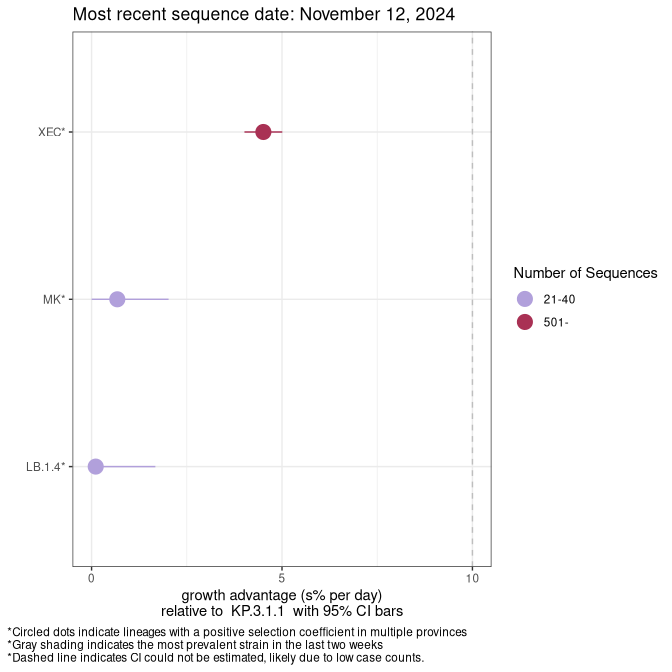 Most recent sequence date: November 12, 2024
XEC*
MK*
LB.1.4*
0 5 10
growth advantage (s% per day)
relative to KP.3.1.1 with 95% CI bars
Number of Sequences
21-40
501-
*Circled dots indicate lineages with a positive selection coefficient in multiple provinces
*Gray shading indicates the most prevalent strain in the last two weeks
*Dashed line indicates CI could not be estimated, likely due to low case counts.